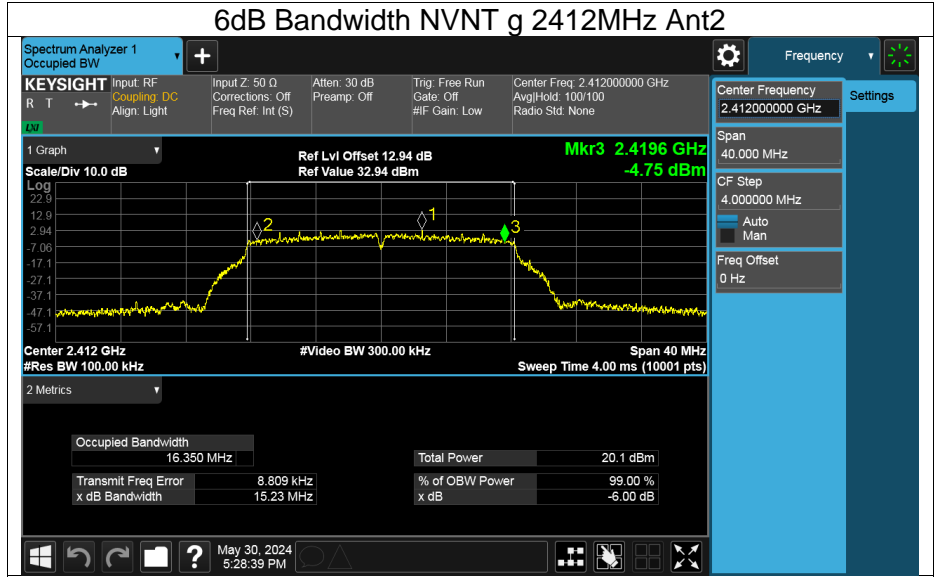 6dB Bandwidth NVNT g 2412MHz Ant2
Spectrum Analyzer 1
Occupied BW
+
Frequency
KEYSIGHT
R T
LXI
Input: RF
Coupling: DC
Align: Light
Input Z: 50 Ω
Corrections: Off
Freq Ref: Int (S)
Atten: 30 dB
Preamp: Off
Trig: Free Run
Gate: Off
#IF Gain: Low
Center Freq: 2.412000000 GHz
Avg|Hold: 100/100
Radio Std: None
Center Frequency
2.412000000 GHz
Settings
Span
40.000 MHz
CF Step
4.000000 MHz
Auto
Man
Freq Offset
0 Hz
1 Graph
Scale/Div 10.0 dB
Ref Lvl Offset 12.94 dB
Ref Value 32.94 dBm
Mkr3 2.4196 GHz
-4.75 dBm
Log
22.9
12.9
2.94
-7.06
-17.1
-27.1
-37.1
-47.1
-57.1
2
1
3
Center 2.412 GHz
#Res BW 100.00 kHz
#Video BW 300.00 kHz
Span 40 MHz
Sweep Time 4.00 ms (10001 pts)
2 Metrics
Occupied Bandwidth
16.350 MHz
Transmit Freq Error 8.809 kHz
x dB Bandwidth 15.23 MHz
Total Power 20.1 dBm
% of OBW Power 99.00 %
x dB -6.00 dB
?
May 30, 2024
5:28:39 PM